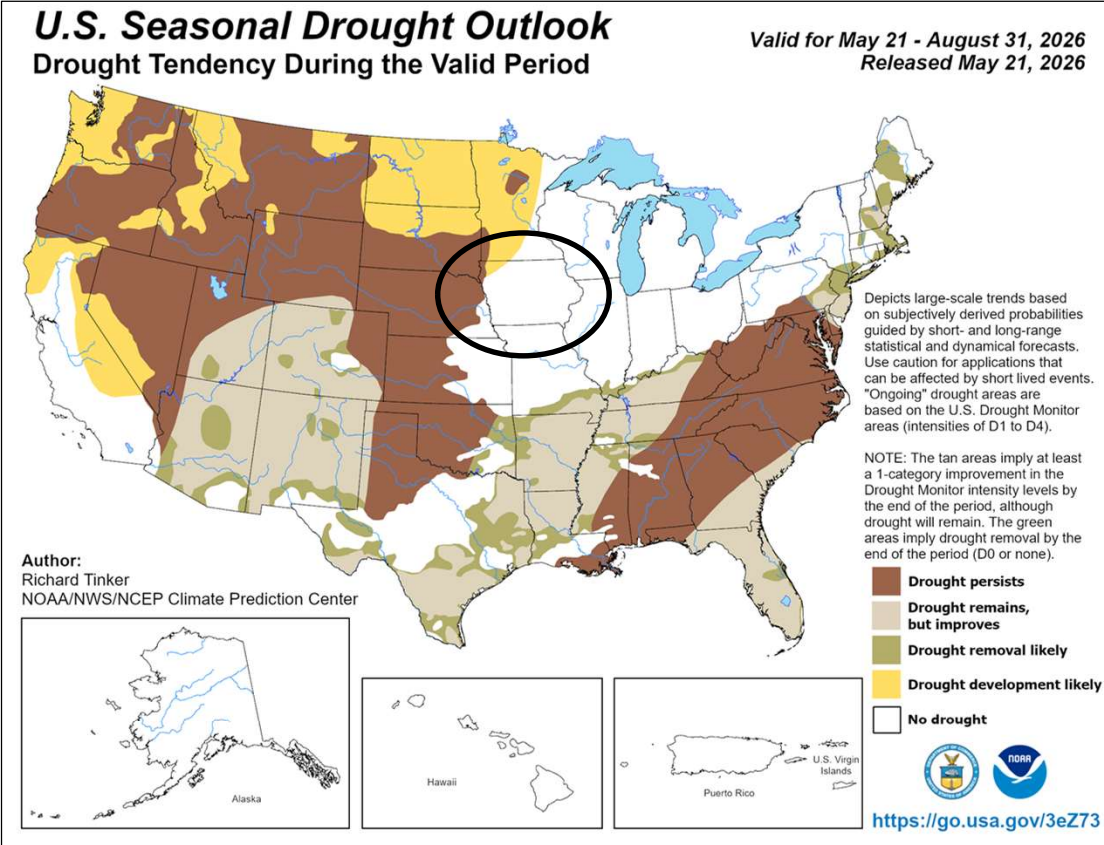 U.S. Seasonal Drought Outlook
Drought Tendency During the Valid Period
Valid for May 21 - August 31, 2026
Released May 21, 2026
Depicts large-scale trends based
on subjectively derived probabilities
guided by short- and long-range
statistical and dynamical forecasts.
Use caution for applications that
can be affected by short lived events.
"Ongoing" drought areas are
based on the U.S. Drought Monitor
areas (intensities of D1 to D4).
NOTE: The tan areas imply at least
a 1-category improvement in the
Drought Monitor intensity levels by
the end of the period, although
drought will remain. The green
areas imply drought removal by the
end of the period (D0 or none).
Author:
Richard Tinker
NOAA/NWS/NCEP Climate Prediction Center
Drought persists
Drought remains,
but improves
Drought removal likely
Drought development likely
No drought
Alaska
Hawaii
Puerto Rico
U.S. Virgin
Islands
NOAA
https://go.usa.gov/3eZ73